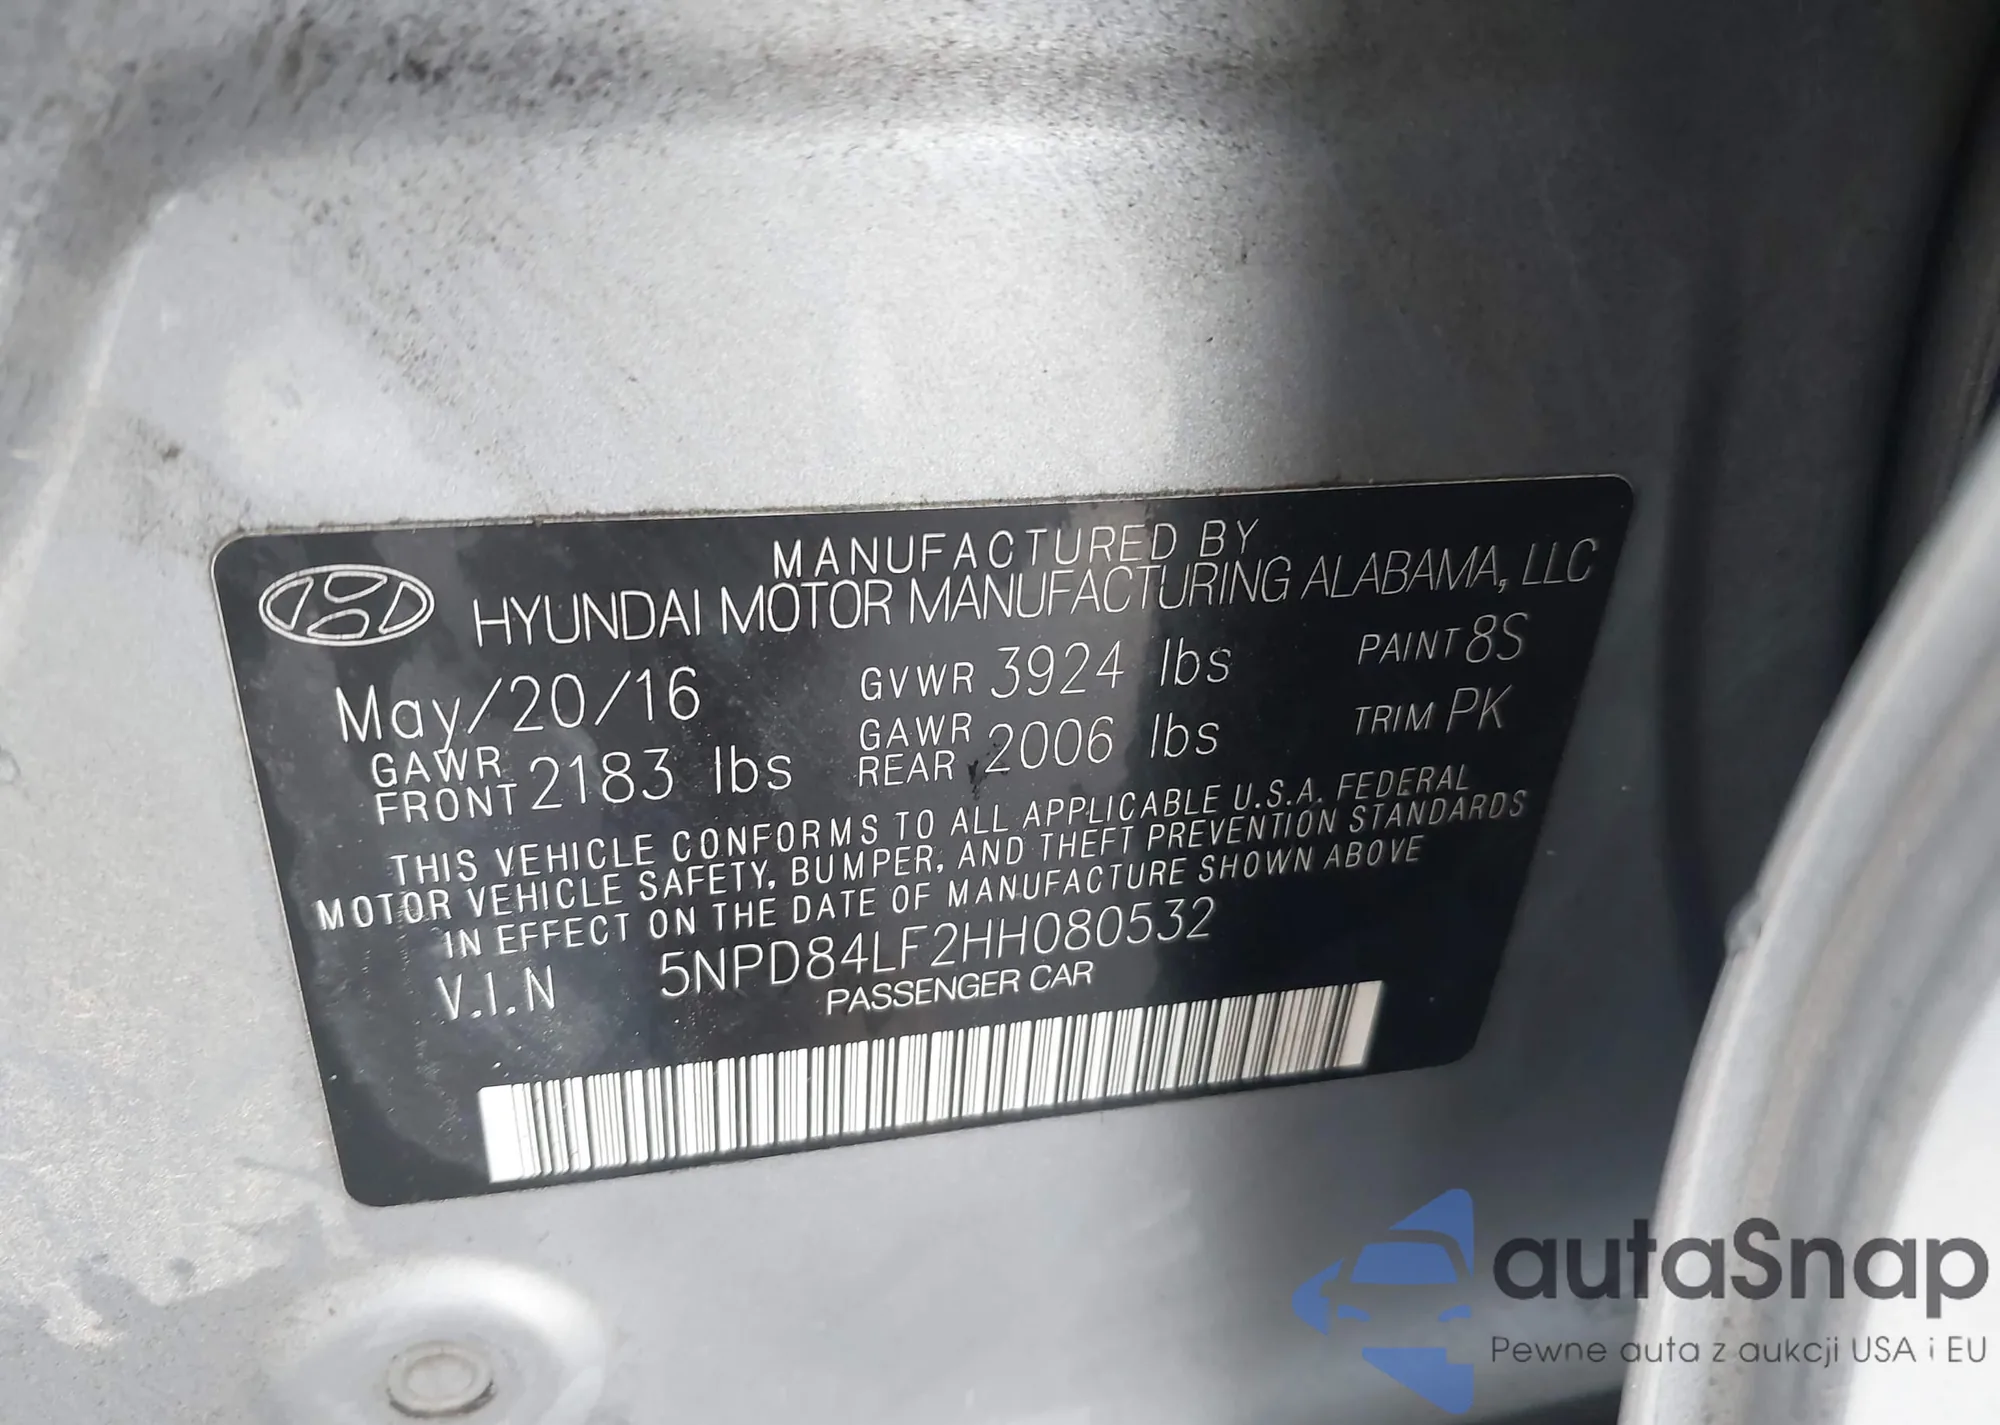 MANUFACTURED BY
HYUNDAI MOTOR MANUFACTURING ALABAMA, LLC
May/20/16 GVWR 3924 lbs PAINT 8S
GAWR FRONT 2183 lbs GAWR REAR 2006 lbs TRIM PK
THIS VEHICLE CONFORMS TO ALL APPLICABLE U.S.A. FEDERAL
MOTOR VEHICLE SAFETY, BUMPER, AND THEFT PREVENTION STANDARDS
IN EFFECT ON THE DATE OF MANUFACTURE SHOWN ABOVE
V.I.N 5NPD84LF2HH080532
PASSENGER CAR
autaSnap
Pewne auta z aukcji USA i EU